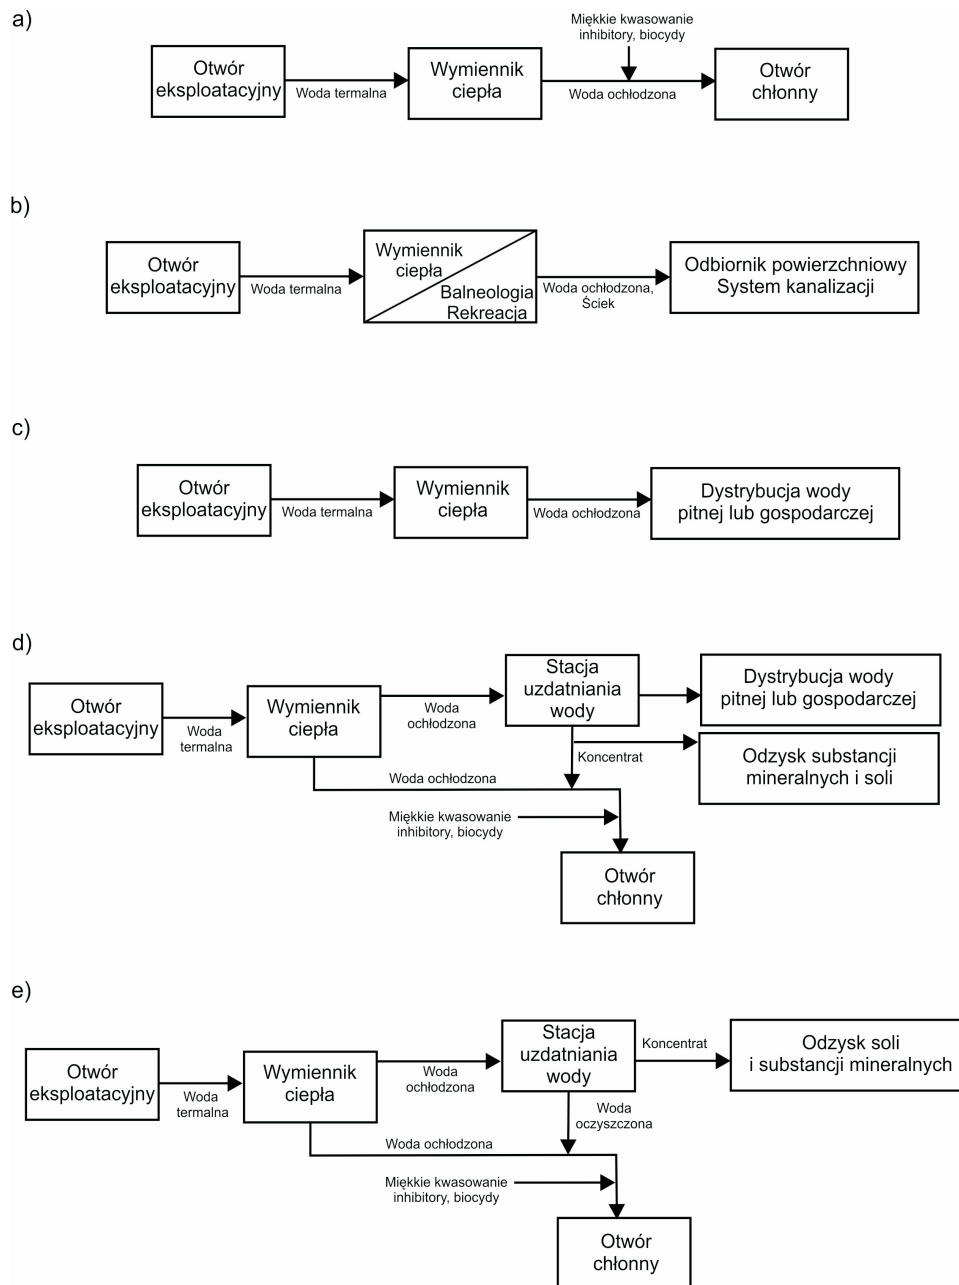 a)
Miękkie kwasowanie
inhibitory, biocydy
Otwór
eksploatacyjny
Woda termalna
Wymiennik
ciepła
Woda ochłodzona
Otwór
chłonny
b)
Otwór
eksploatacyjny
Woda termalna
Wymiennik
ciepła
Balneologia
Rekreacja
Woda ochłodzona,
Ściek
Odbiornik powierzchniowy
System kanalizacji
c)
Otwór
eksploatacyjny
Woda termalna
Wymiennik
ciepła
Woda ochłodzona
Dystrybucja wody
pitnej lub gospodarczej
d)
Otwór
eksploatacyjny
Woda
termalna
Wymiennik
ciepła
Woda
ochłodzona
Stacja
uzdatniania
wody
Dystrybucja wody
pitnej lub gospodarczej
Koncentrat
Odzysk substancji
mineralnych i soli
Woda ochłodzona
Miękkie kwasowanie
inhibitory, biocydy
Otwór
chłonny
e)
Otwór
eksploatacyjny
Woda
termalna
Wymiennik
ciepła
Woda
ochłodzona
Stacja
uzdatniania
wody
Koncentrat
Odzysk soli
i substancji mineralnych
Woda
oczyszczona
Woda ochłodzona
Miękkie kwasowanie
inhibitory, biocydy
Otwór
chłonny